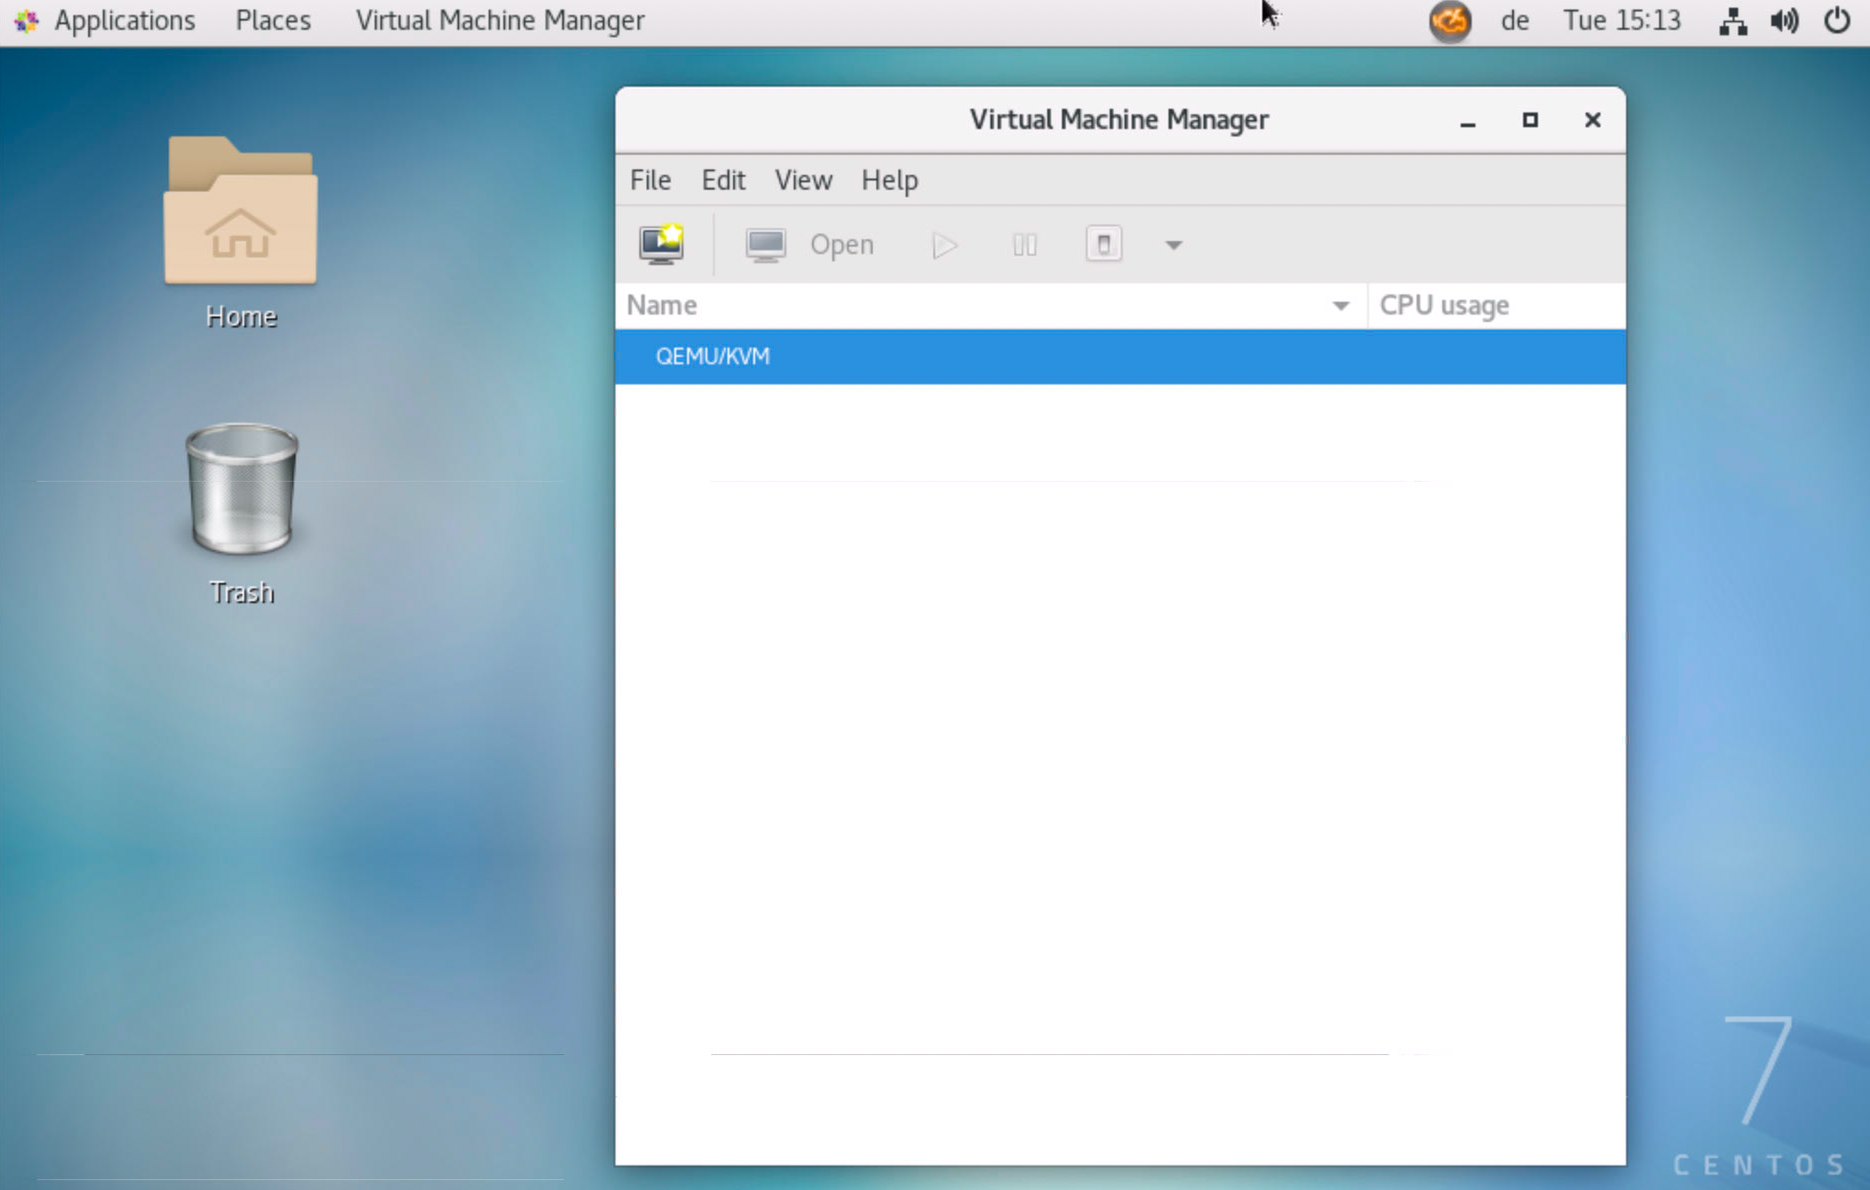 Applications Places Virtual Machine Manager de Tue 15:13
Virtual Machine Manager
File Edit View Help
Open
Name CPU usage
QEMU/KVM
Home
Trash
7
CENTOS